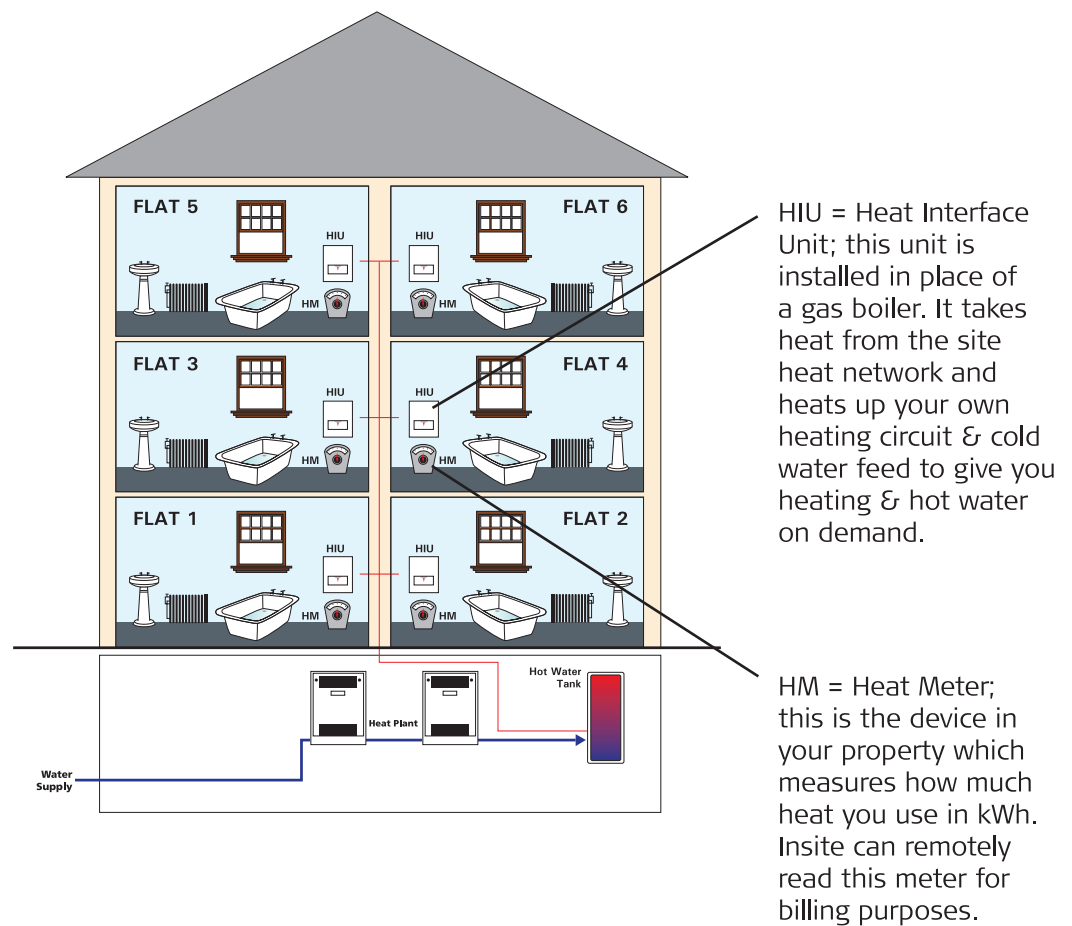 FLAT 5
FLAT 6
HIU
HIU
HM
HM
FLAT 3
FLAT 4
HIU
HIU
HM
HM
FLAT 1
FLAT 2
HIU
HIU
HM
HM
Hot Water
Tank
Heat Plant
Water
Supply
HIU = Heat Interface
Unit; this unit is
installed in place of
a gas boiler. It takes
heat from the site
heat network and
heats up your own
heating circuit & cold
water feed to give you
heating & hot water
on demand.
HM = Heat Meter;
this is the device in
your property which
measures how much
heat you use in kWh.
Insite can remotely
read this meter for
billing purposes.